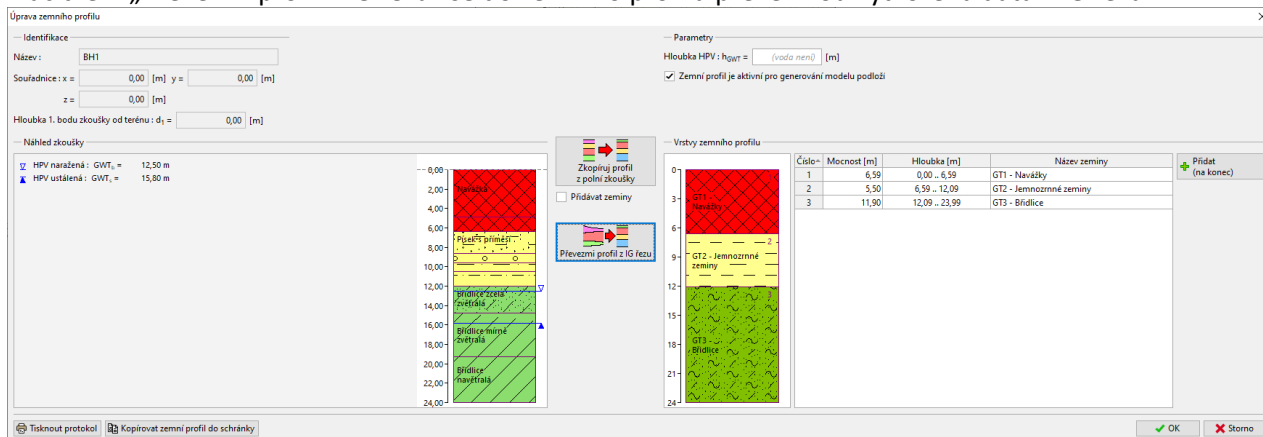 Úprava zemního profilu
Identifikace
Název : BH1
Souřadnice : x = 0,00 [m] y = 0,00 [m]
z = 0,00 [m]
Hloubka 1. bodu zkoušky od terénu : d1 = 0,00 [m]
Parametry
Hloubka HPV : hGWT = (voda není) [m]
Zemní profil je aktivní pro generování modelu podloží
Náhled zkoušky
HPV naražená : GWTn = 12,50 m
HPV ustálená : GWTs = 15,80 m
0,00
2,00
4,00
6,00
8,00
10,00
12,00
14,00
16,00
18,00
20,00
22,00
24,00
Navážka
Písek s příměsí
Břidlice zcela
zvětralá
Břidlice mírně
zvětralá
Břidlice
navětralá
Zkopíruj profil
z polní zkoušky
Přidávat zeminy
Převezmi profil z IG řezu
Vrstvy zemního profilu
0
3
6
9
12
15
18
21
24
GT1 -
Navážky
2
GT2 - Jemnozrnné
zeminy
3
GT3 -
Břidlice
Číslo Mocnost [m] Hloubka [m] Název zeminy
1 6,59 0,00 .. 6,59 GT1 - Navážky
2 5,50 6,59 .. 12,09 GT2 - Jemnozrnné zeminy
3 11,90 12,09 .. 23,99 GT3 - Břidlice
Přidat
(na konec)
Tisknout protokol
Kopírovat zemní profil do schránky
OK
Storno